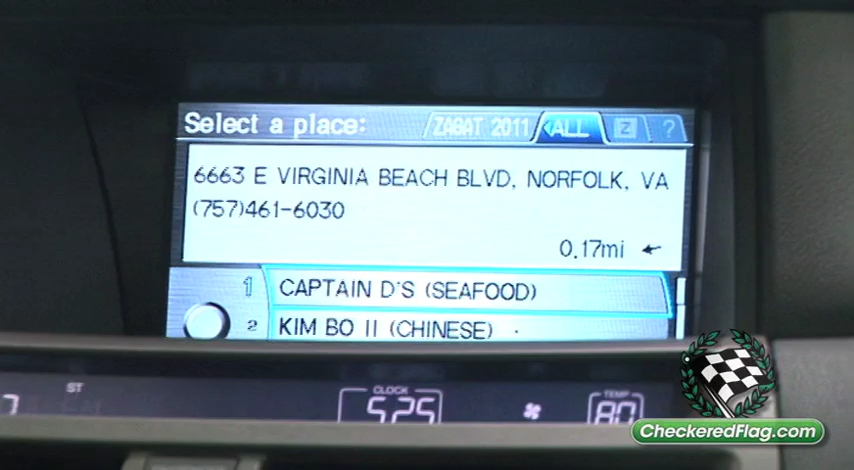 Select a place: ZAGAT 2011 ALL Z ?
6663 E VIRGINIA BEACH BLVD, NORFOLK, VA
(757)461-6030
0.17mi
1 CAPTAIN D'S (SEAFOOD)
2 KIM BO II (CHINESE)
ST CLOCK TEMP
5:25 80
CheckeredFlag.com